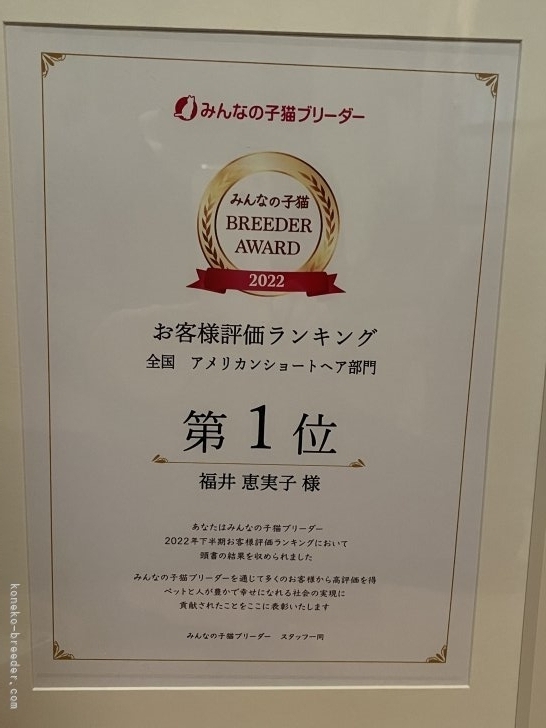 みんなの子猫ブリーダー
みんなの子猫
BREEDER
AWARD
2022
お客様評価ランキング
全国 アメリカンショートヘア部門
第1位
福井 恵実子 様
あなたはみんなの子猫ブリーダー
2022年下半期お客様評価ランキングにおいて
頭書の結果を収められました
みんなの子猫ブリーダーを通じて多くのお客様から高評価を得
ペットと人が豊かで幸せになれる社会の実現に
貢献されたことをここに表彰いたします
みんなの子猫ブリーダー スタッフ一同
koneko-breeder.com